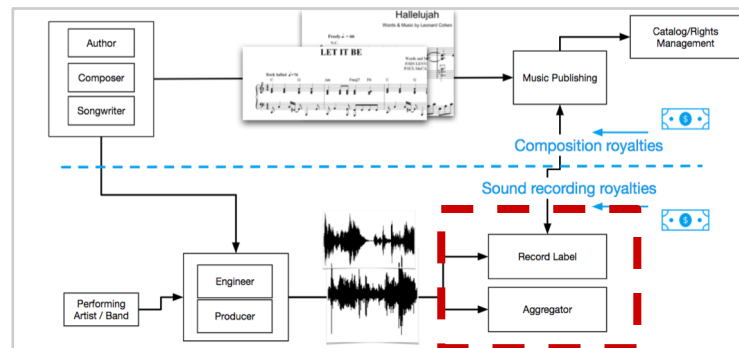 Author
Composer
Songwriter
Hallelujah
Words & Music by Leonard Cohen
LET IT BE
Music Publishing
Catalog/Rights
Management
$
Composition royalties
Sound recording royalties
$
Engineer
Producer
Performing
Artist / Band
Record Label
Aggregator